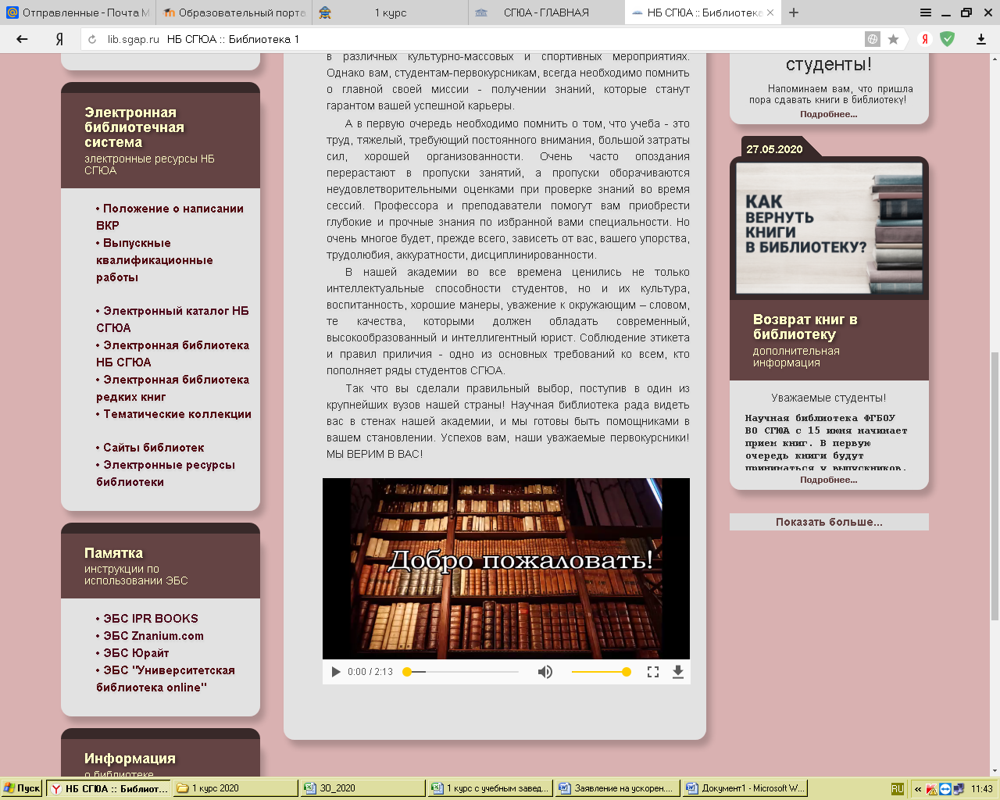 Отправленные - Почта M
Образовательный порта
1 курс
СГЮА - ГЛАВНАЯ
НБ СГЮА :: Библиотека
lib.sgap.ru НБ СГЮА :: Библиотека 1
Электронная
библиотечная
система
электронные ресурсы НБ
СГЮА
• Положение о написании
ВКР
• Выпускные
квалификационные
работы
• Электронный каталог НБ
СГЮА
• Электронная библиотека
НБ СГЮА
• Электронная библиотека
редких книг
• Тематические коллекции
• Сайты библиотек
• Электронные ресурсы
библиотеки
Памятка
инструкции по
использовании ЭБС
• ЭБС IPR BOOKS
• ЭБС Znanium.com
• ЭБС Юрайт
• ЭБС "Университетская
библиотека online"
Информация
о библиотеке
в различных культурно-массовых и спортивных мероприятиях.
Однако вам, студентам-первокурсникам, всегда необходимо помнить
о главной своей миссии - получении знаний, которые станут
гарантом вашей успешной карьеры.
А в первую очередь необходимо помнить о том, что учеба - это
труд, тяжелый, требующий постоянного внимания, большой затраты
сил, хорошей организованности. Очень часто опоздания
перерастают в пропуски занятий, а пропуски оборачиваются
неудовлетворительными оценками при проверке знаний во время
сессий. Профессора и преподаватели помогут вам приобрести
глубокие и прочные знания по избранной вами специальности. Но
очень многое будет, прежде всего, зависеть от вас, вашего упорства,
трудолюбия, аккуратности, дисциплинированности.
В нашей академии во все времена ценились не только
интеллектуальные способности студентов, но и их культура,
воспитанность, хорошие манеры, уважение к окружающим – словом,
те качества, которыми должен обладать современный,
высокообразованный и интеллигентный юрист. Соблюдение этикета
и правил приличия - одно из основных требований ко всем, кто
пополняет ряды студентов СГЮА.
Так что вы сделали правильный выбор, поступив в один из
крупнейших вузов нашей страны! Научная библиотека рада видеть
вас в стенах нашей академии, и мы готовы быть помощниками в
вашем становлении. Успехов вам, наши уважаемые первокурсники!
МЫ ВЕРИМ В ВАС!
Добро пожаловать!
0:00 / 2:13
студенты!
Напоминаем вам, что пришла
пора сдавать книги в библиотеку!
Подробнее...
27.05.2020
КАК
ВЕРНУТЬ
КНИГИ
В БИБЛИОТЕКУ?
Возврат книг в
библиотеку
дополнительная
информация
Уважаемые студенты!
Научная библиотека ФГБОУ
ВО СГЮА с 15 июня начинает
прием книг. В первую
очередь книги будут
приниматься у выпускников.
Подробнее...
Показать больше...
Пуск
НБ СГЮА :: Библиот...
1 курс 2020
ЗО_2020
1 курс с учебным завед...
Заявление на ускорен....
Документ1 - Microsoft W...
RU
11:43